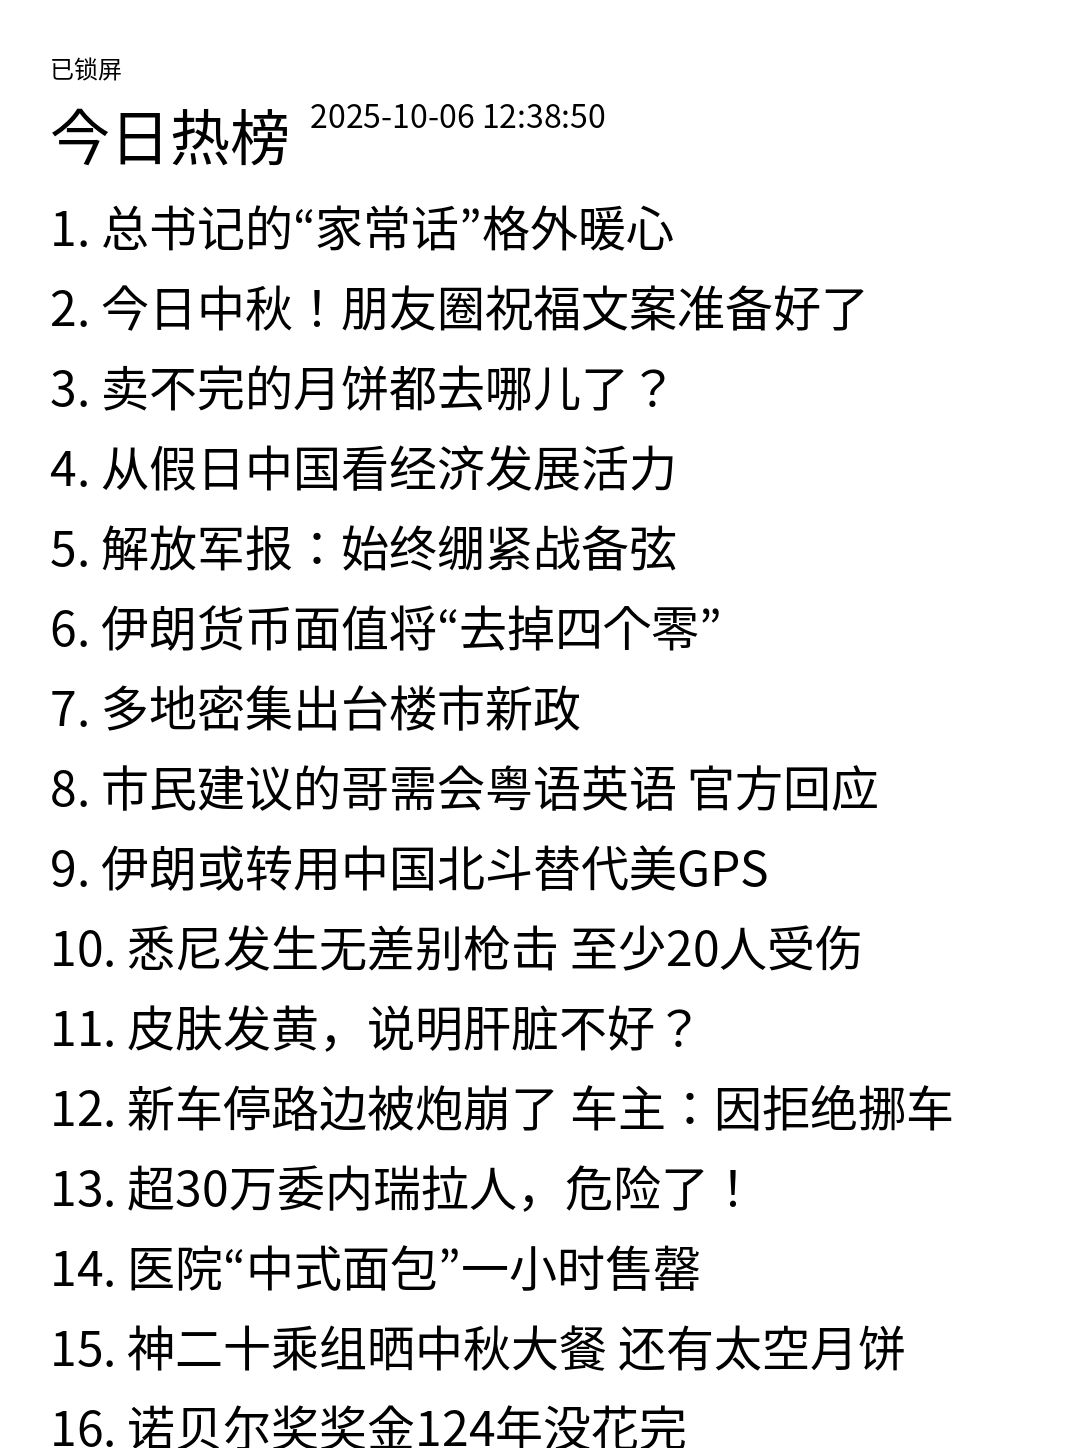 已锁屏
今日热榜 2025-10-06 12:38:50
1. 总书记的“家常话”格外暖心
2. 今日中秋！朋友圈祝福文案准备好了
3. 卖不完的月饼都去哪儿了？
4. 从假日中国看经济发展活力
5. 解放军报：始终绷紧战备弦
6. 伊朗货币面值将“去掉四个零”
7. 多地密集出台楼市新政
8. 市民建议的哥需会粤语英语 官方回应
9. 伊朗或转用中国北斗替代美GPS
10. 悉尼发生无差别枪击 至少20人受伤
11. 皮肤发黄，说明肝脏不好？
12. 新车停路边被炮崩了 车主：因拒绝挪车
13. 超30万委内瑞拉人，危险了！
14. 医院“中式面包”一小时售罄
15. 神二十乘组晒中秋大餐 还有太空月饼
16. 诺贝尔奖奖金124年没花完